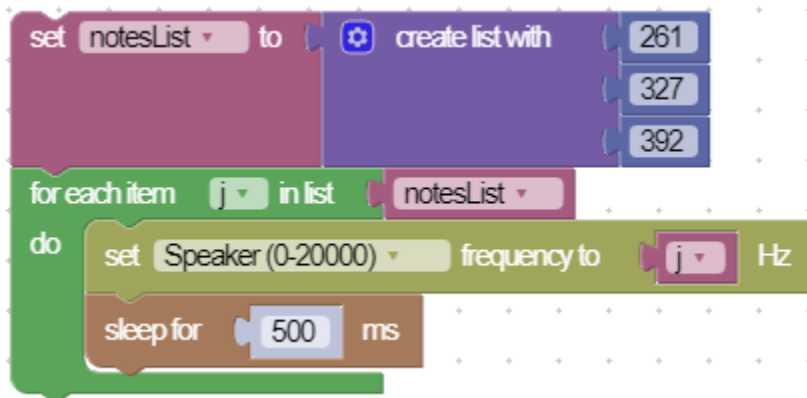 set notesList to create list with 261
327
392
for each item j in list notesList
do set Speaker (0-20000) frequency to j Hz
sleep for 500 ms